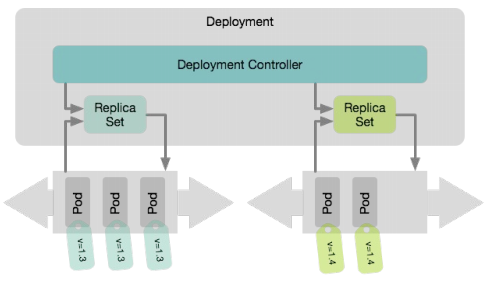 Deployment
Deployment Controller
Replica
Set
Replica
Set
Pod
Pod
Pod
Pod
Pod
v=1.3
v=1.3
v=1.3
v=1.4
v=1.4